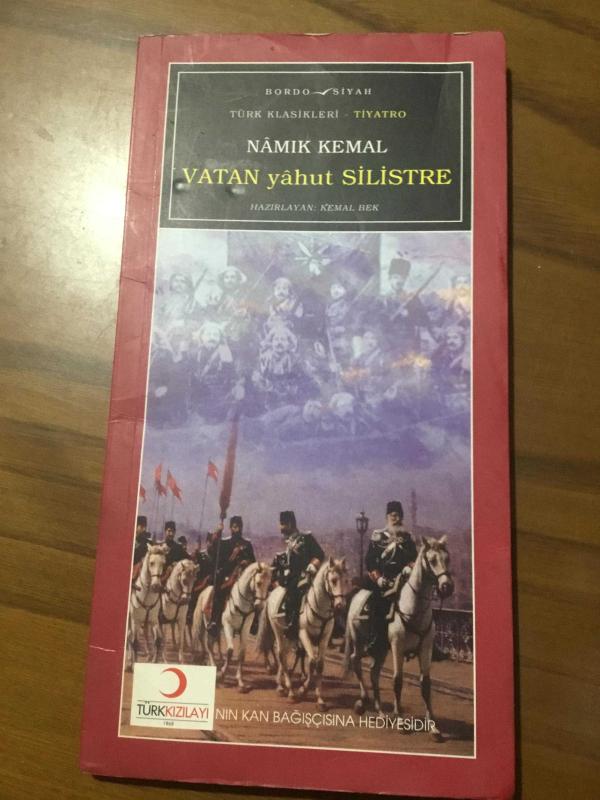 BORDO SİYAH
TÜRK KLASİKLERİ - TİYATRO
NÂMIK KEMAL
VATAN yâhut SİLİSTRE
HAZIRLAYAN: KEMAL BEK
TÜRKKIZILAYI
1868
NIN KAN BAĞIŞÇISINA HEDİYESİDİR